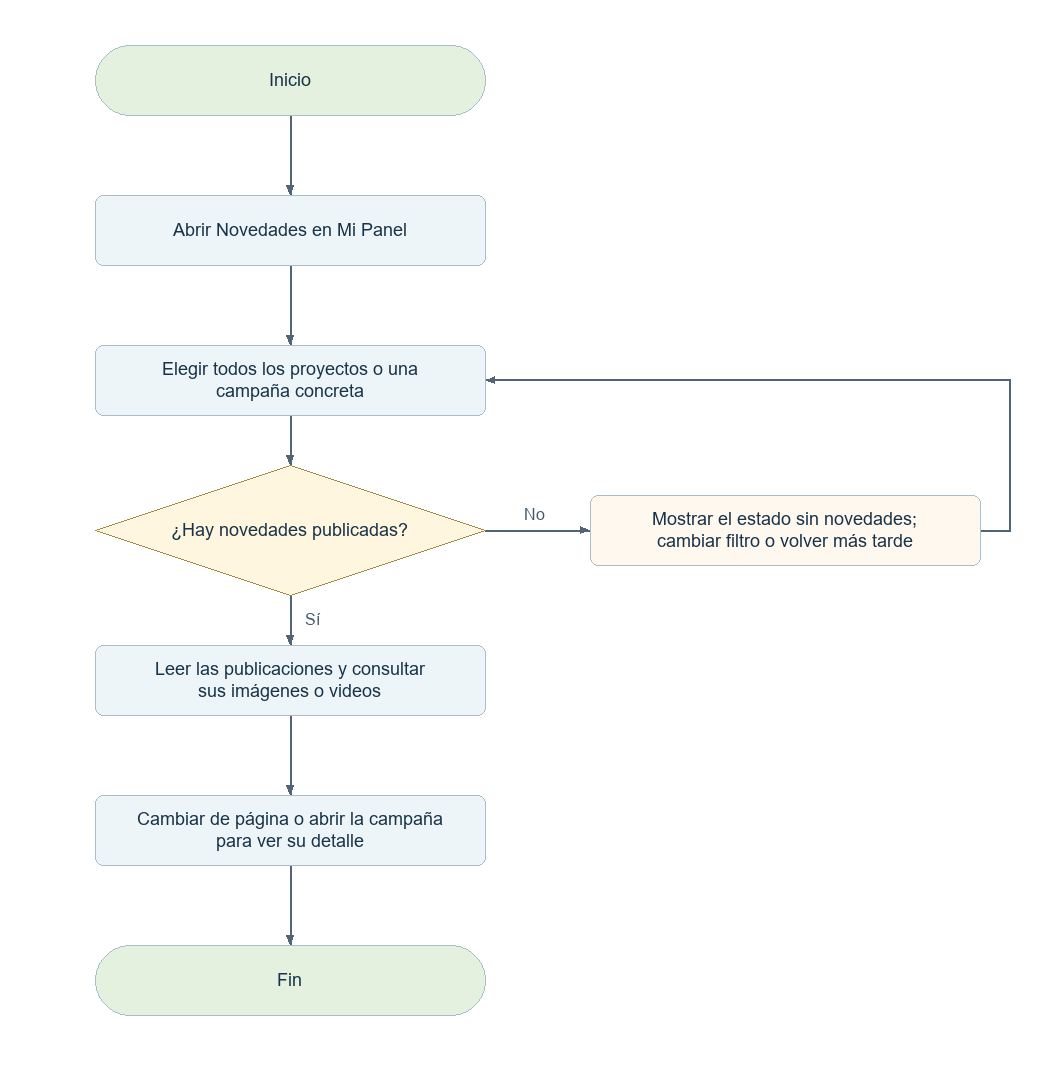 Inicio
Abrir Novedades en Mi Panel
Elegir todos los proyectos o una
campaña concreta
¿Hay novedades publicadas?
No
Mostrar el estado sin novedades;
cambiar filtro o volver más tarde
Sí
Leer las publicaciones y consultar
sus imágenes o videos
Cambiar de página o abrir la campaña
para ver su detalle
Fin